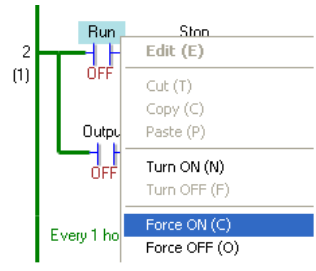 Run Stop
2
(1)
OFF
Edit (E)
Cut (T)
Copy (C)
Paste (P)
Outpu
OFF
Turn ON (N)
Turn OFF (F)
Force ON (C)
Force OFF (O)
Every 1 ho